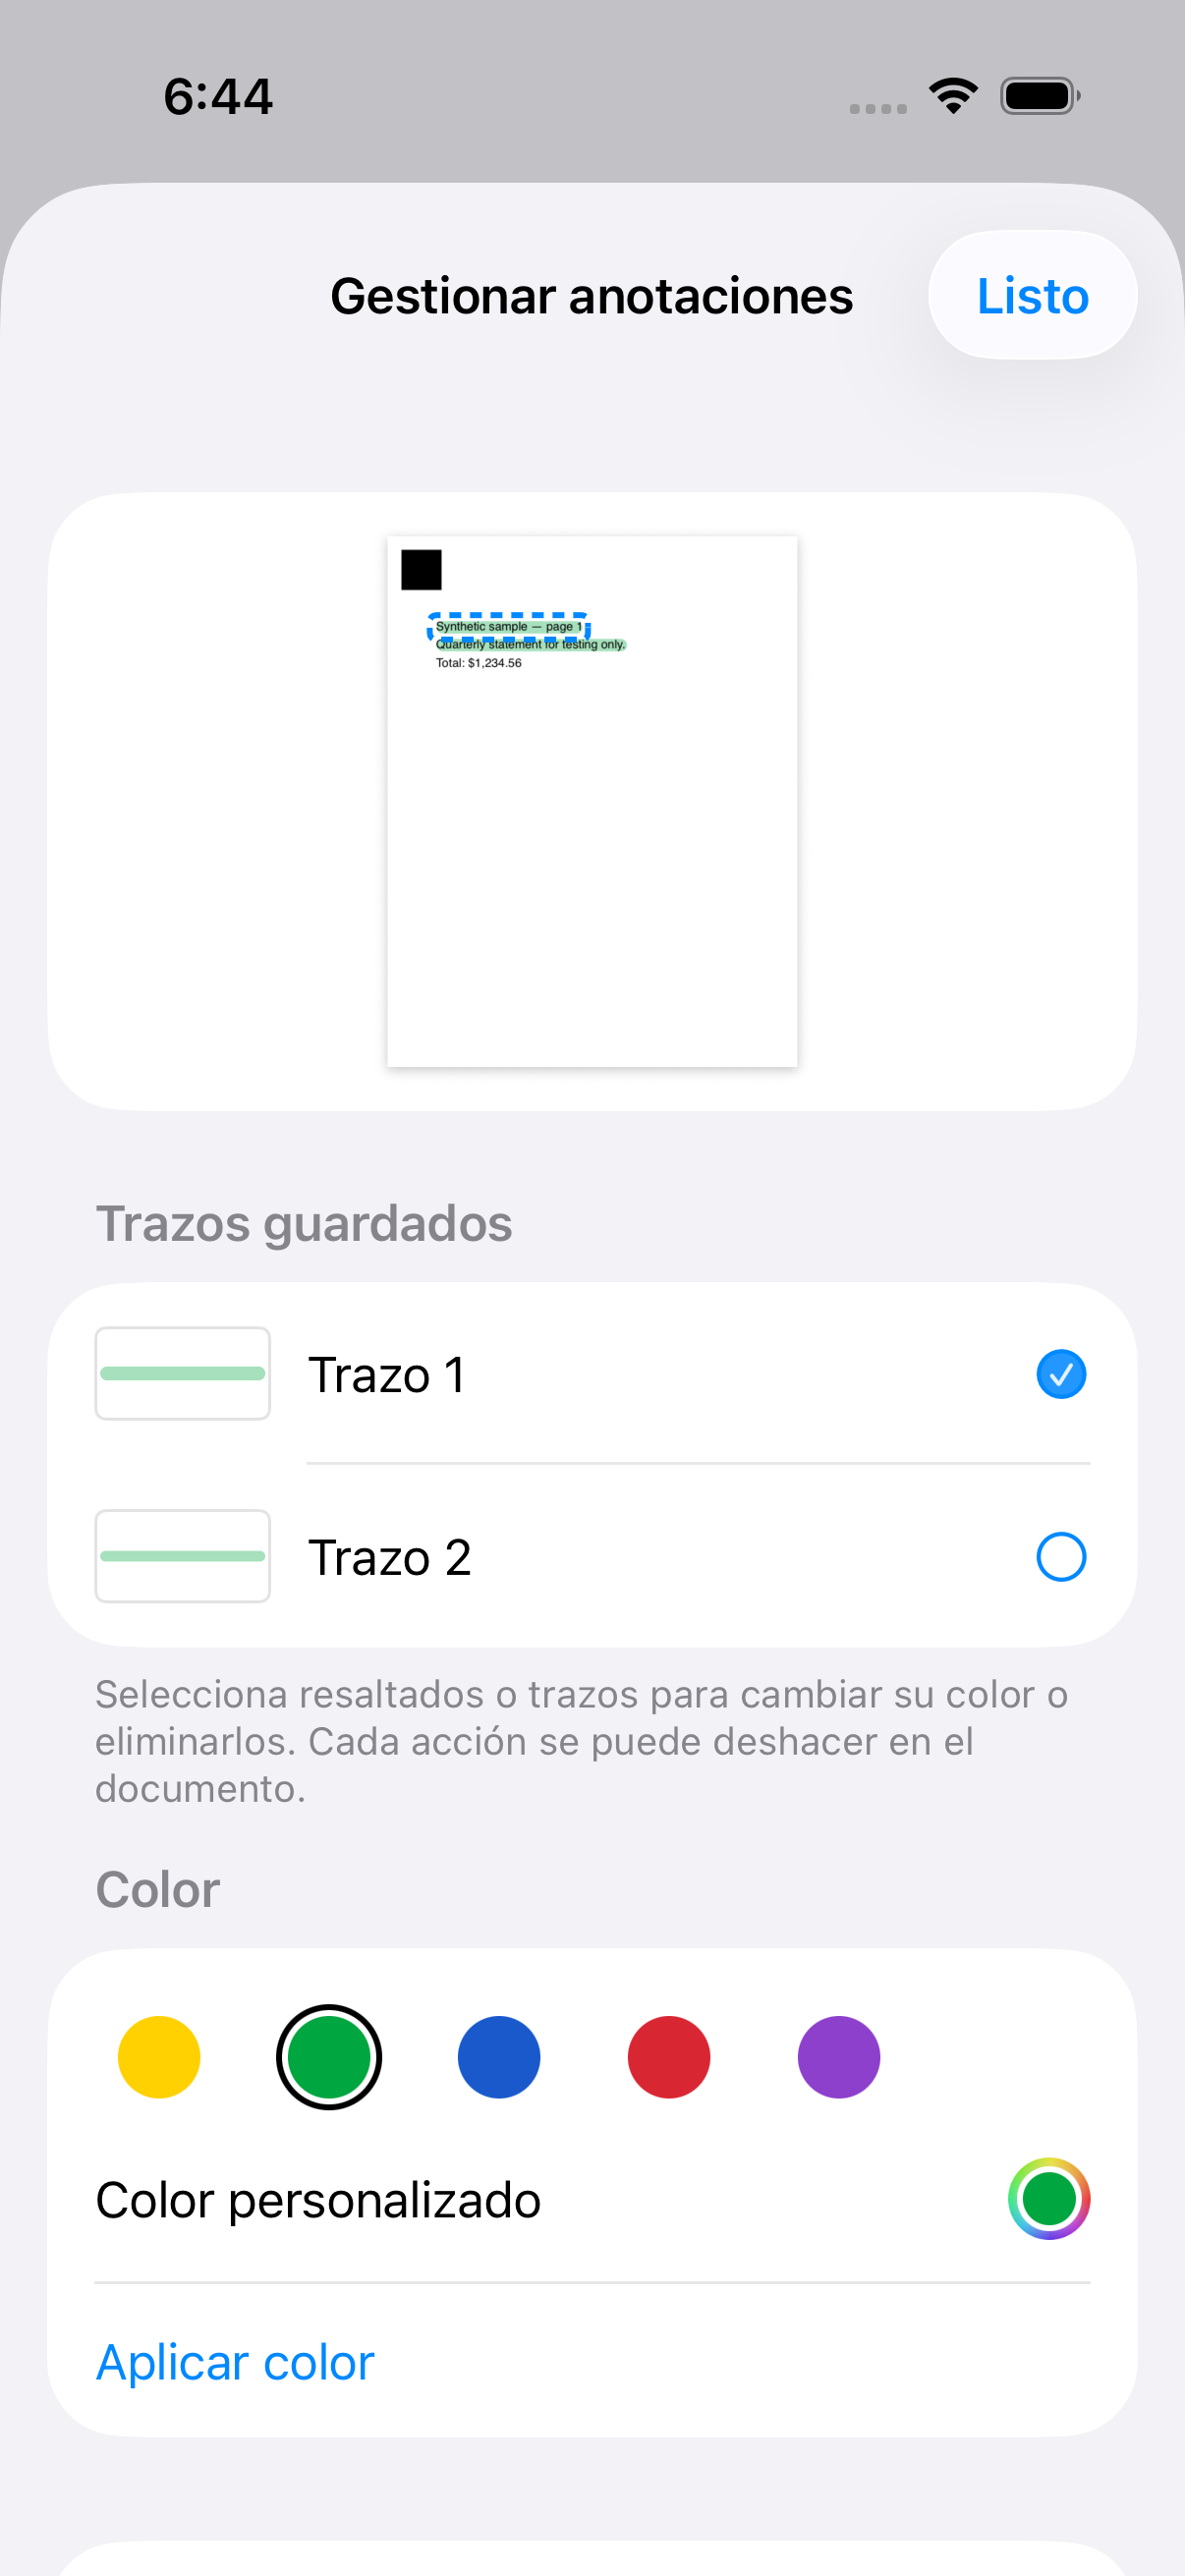 6:44
Gestionar anotaciones
Listo
Synthetic sample — page 1
Quarterly statement for testing only.
Total: $1,234.56
Trazos guardados
Trazo 1
Trazo 2
Selecciona resaltados o trazos para cambiar su color o
eliminarlos. Cada acción se puede deshacer en el
documento.
Color
Color personalizado
Aplicar color